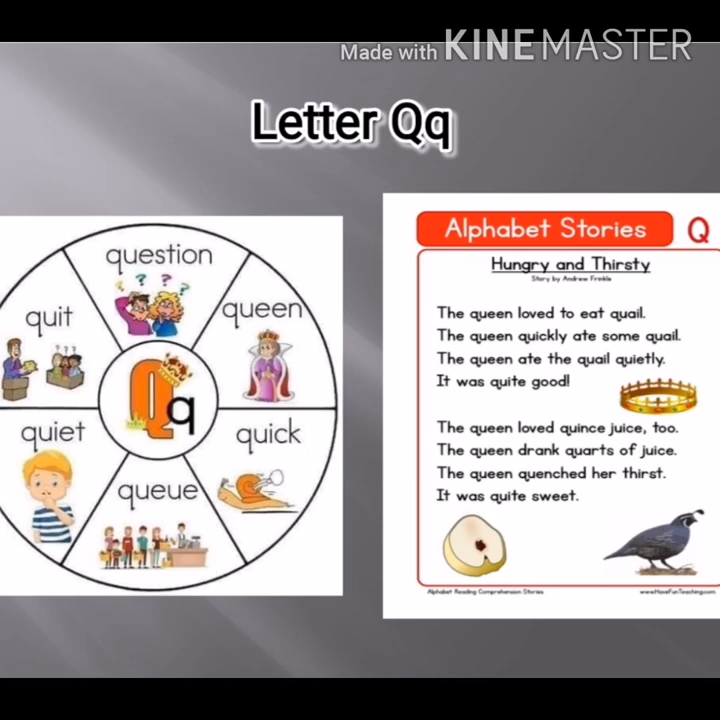 Made with KINEMASTER
Letter Qq
question
? ? ? ?
quit
? ? ?
queen
Qq
quiet
quick
queue
Alphabet Stories Q
Hungry and Thirsty
Story by Andrew Frinkle
The queen loved to eat quail.
The queen quickly ate some quail.
The queen ate the quail quietly.
It was quite good!
The queen loved quince juice, too.
The queen drank quarts of juice.
The queen quenched her thirst.
It was quite sweet.
Alphabet Reading Comprehension Stories
www.HaveFunTeaching.com